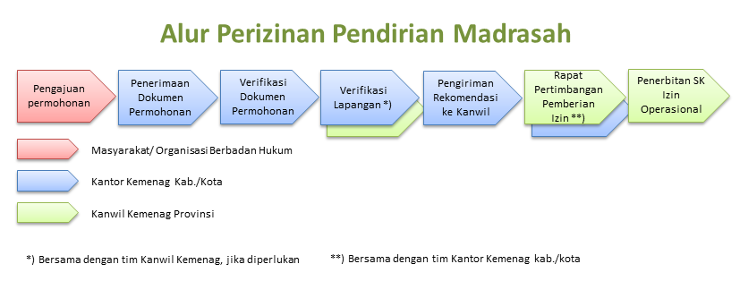 Alur Perizinan Pendirian Madrasah
Pengajuan
permohonan
Penerimaan
Dokumen
Permohonan
Verifikasi
Dokumen
Permohonan
Verifikasi
Lapangan *)
Pengiriman
Rekomendasi
ke Kanwil
Rapat
Pertimbangan
Pemberian
Izin **)
Penerbitan SK
Izin
Operasional
Masyarakat/ Organisasi Berbadan Hukum
Kantor Kemenag Kab./Kota
Kanwil Kemenag Provinsi
*) Bersama dengan tim Kanwil Kemenag, jika diperlukan
**) Bersama dengan tim Kantor Kemenag kab./kota